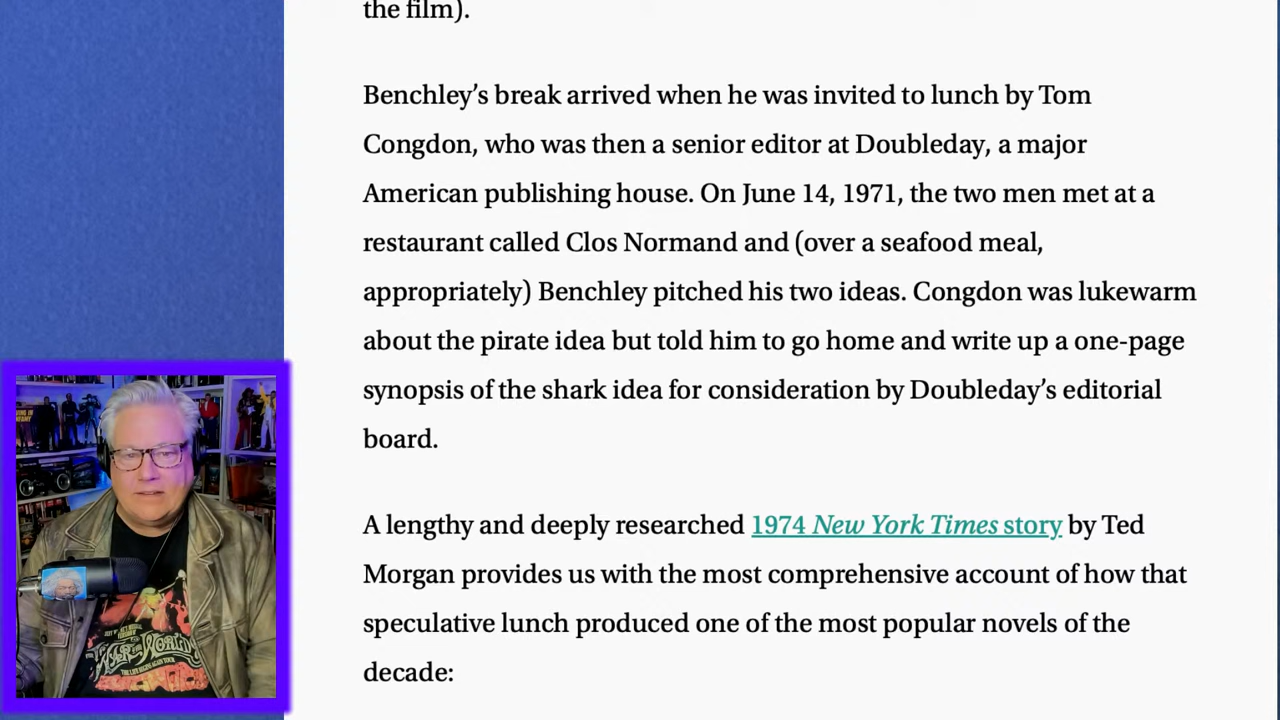 the film).
Benchley’s break arrived when he was invited to lunch by Tom
Congdon, who was then a senior editor at Doubleday, a major
American publishing house. On June 14, 1971, the two men met at a
restaurant called Clos Normand and (over a seafood meal,
appropriately) Benchley pitched his two ideas. Congdon was lukewarm
about the pirate idea but told him to go home and write up a one-page
synopsis of the shark idea for consideration by Doubleday’s editorial
board.
A lengthy and deeply researched 1974 New York Times story by Ted
Morgan provides us with the most comprehensive account of how that
speculative lunch produced one of the most popular novels of the
decade: